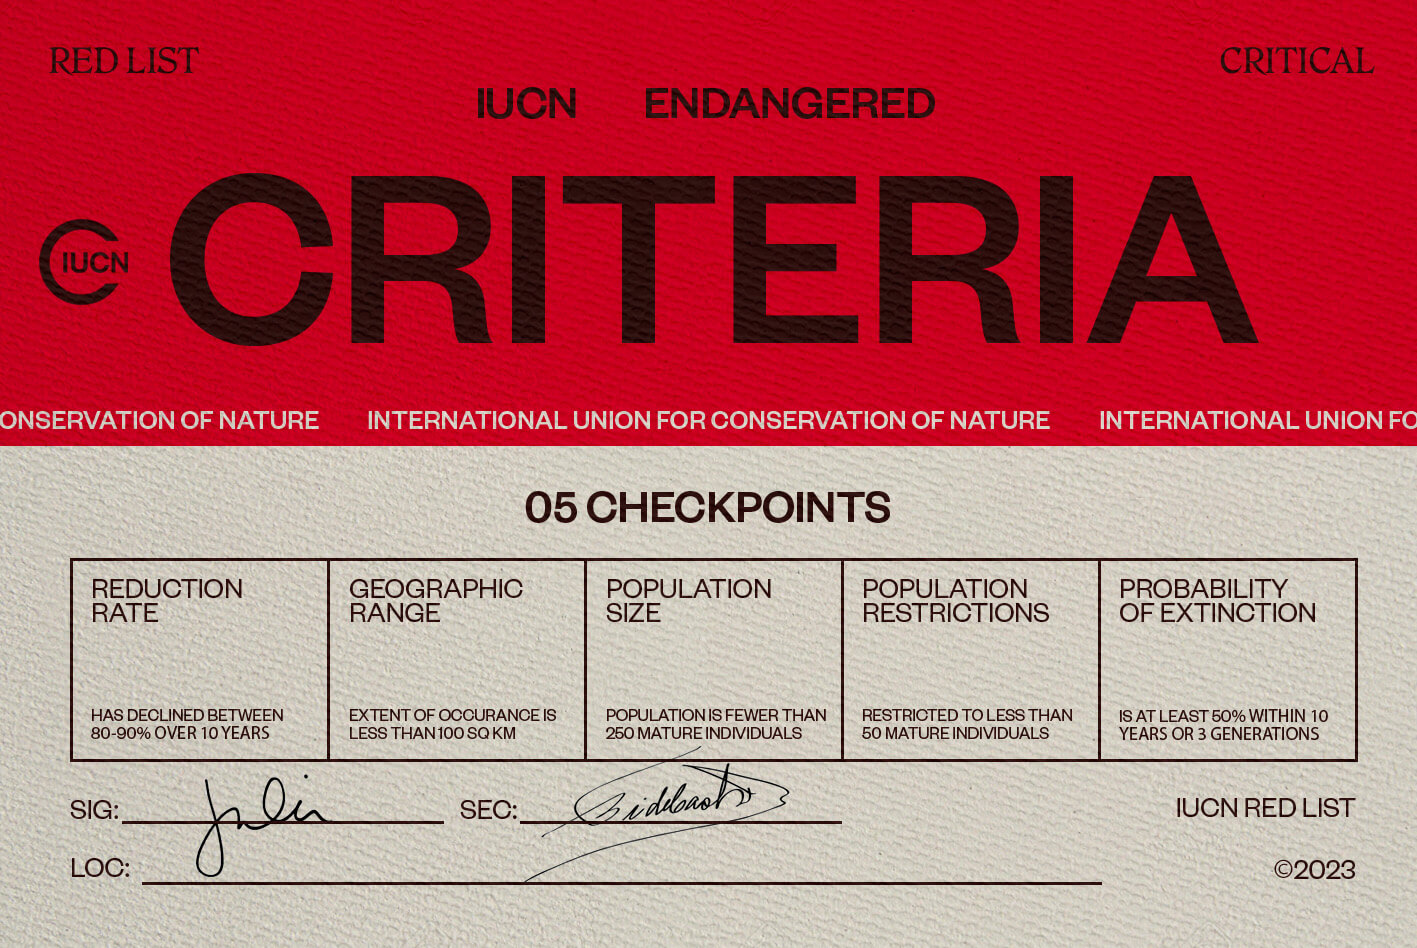 RED LIST
CRITICAL
IUCN ENDANGERED
IUCN
CRITERIA
ONSERVATION OF NATURE INTERNATIONAL UNION FOR CONSERVATION OF NATURE INTERNATIONAL UNION FO
05 CHECKPOINTS
REDUCTION
RATE
HAS DECLINED BETWEEN
80-90% OVER 10 YEARS
GEOGRAPHIC
RANGE
EXTENT OF OCCURANCE IS
LESS THAN 100 SQ KM
POPULATION
SIZE
POPULATION IS FEWER THAN
250 MATURE INDIVIDUALS
POPULATION
RESTRICTIONS
RESTRICTED TO LESS THAN
50 MATURE INDIVIDUALS
PROBABILITY
OF EXTINCTION
IS AT LEAST 50% WITHIN 10
YEARS OR 3 GENERATIONS
SIG:
SEC:
IUCN RED LIST
LOC:
©2023